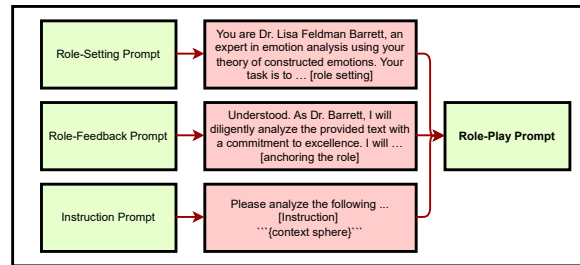 Role-Setting Prompt
You are Dr. Lisa Feldman Barrett, an
expert in emotion analysis using your
theory of constructed emotions. Your
task is to ... [role setting]
Role-Feedback Prompt
Understood. As Dr. Barrett, I will
diligently analyze the provided text with
a commitment to excellence. I will ...
[anchoring the role]
Role-Play Prompt
Instruction Prompt
Please analyze the following ...
[Instruction]
```{context sphere}```